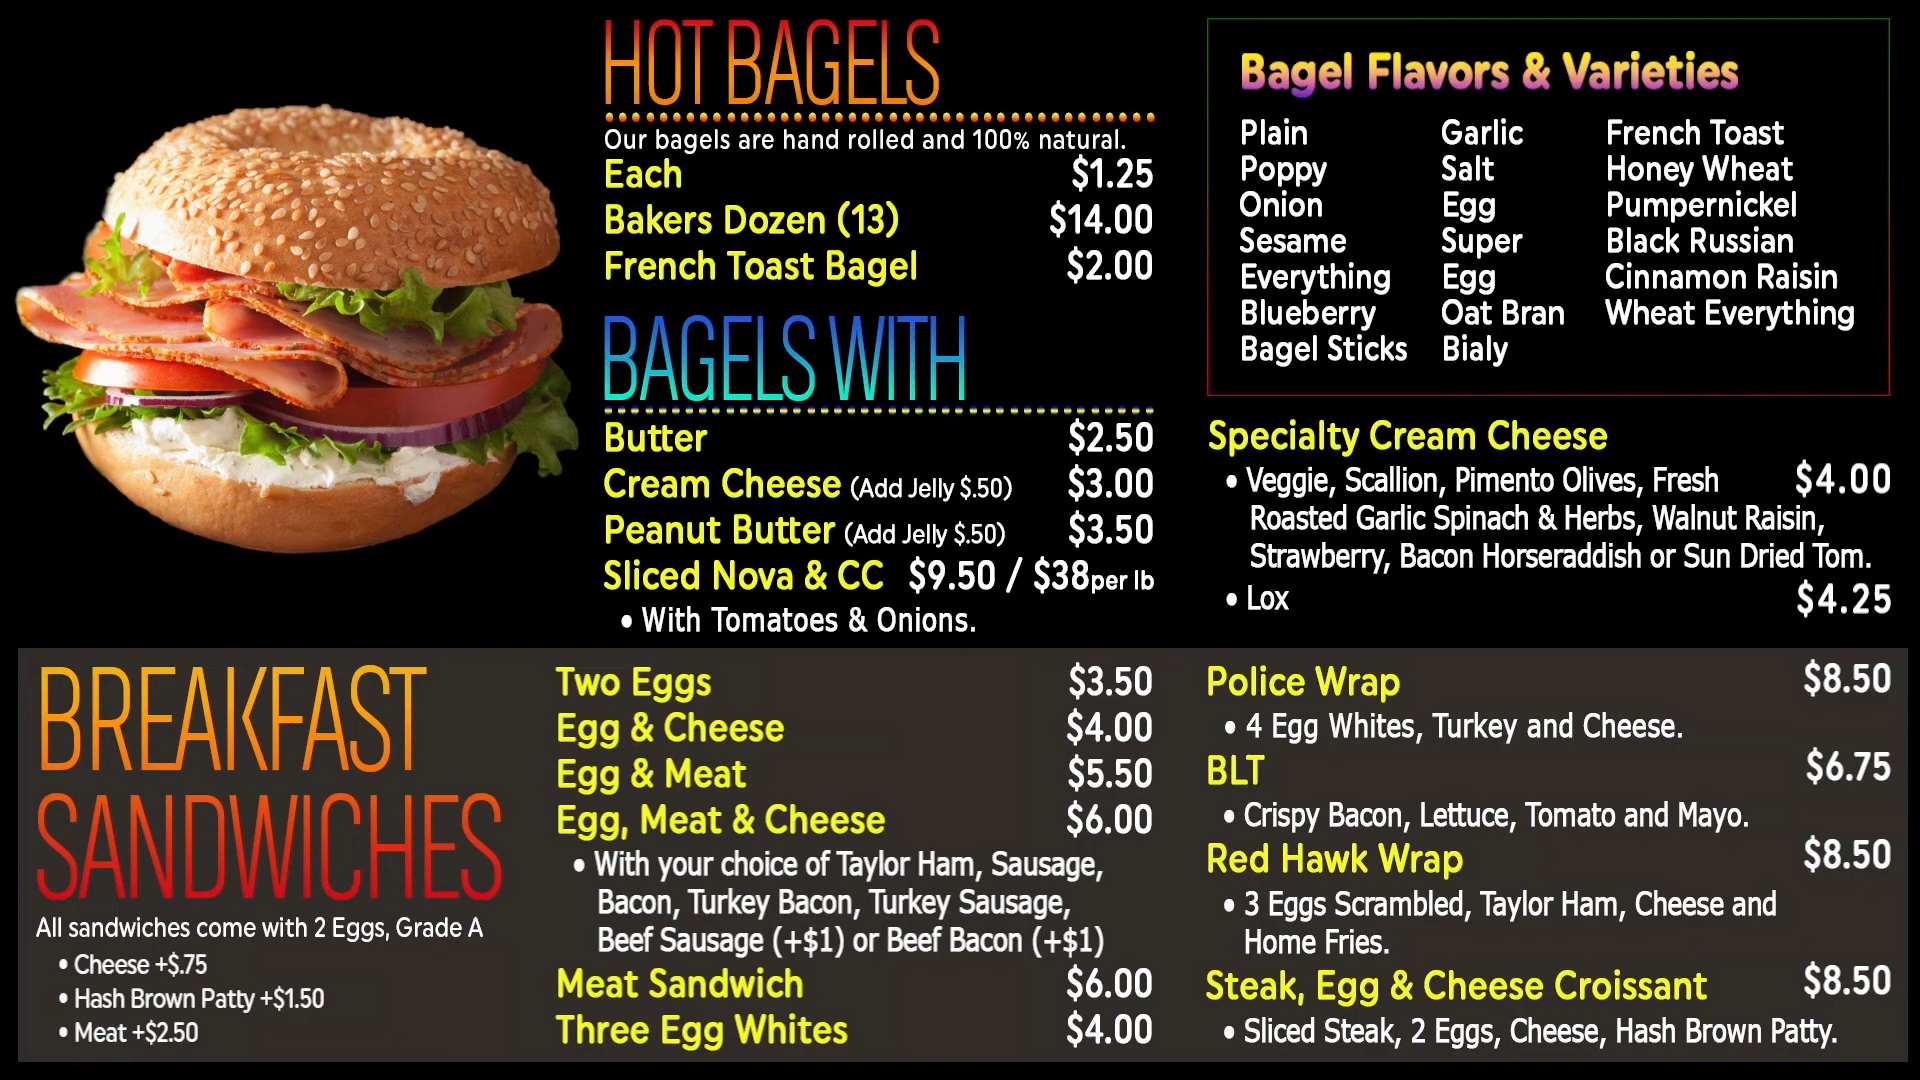 HOT BAGELS
Our bagels are hand rolled and 100% natural.
Each $1.25
Bakers Dozen (13) $14.00
French Toast Bagel $2.00
BAGELS WITH
Butter $2.50
Cream Cheese (Add Jelly $.50) $3.00
Peanut Butter (Add Jelly $.50) $3.50
Sliced Nova & CC $9.50 / $38per lb
• With Tomatoes & Onions.
Bagel Flavors & Varieties
Plain Garlic French Toast
Poppy Salt Honey Wheat
Onion Egg Pumpernickel
Sesame Super Black Russian
Everything Egg Cinnamon Raisin
Blueberry Oat Bran Wheat Everything
Bagel Sticks Bialy
Specialty Cream Cheese
• Veggie, Scallion, Pimento Olives, Fresh $4.00
Roasted Garlic Spinach & Herbs, Walnut Raisin,
Strawberry, Bacon Horseraddish or Sun Dried Tom.
• Lox $4.25
BREAKFAST
SANDWICHES
All sandwiches come with 2 Eggs, Grade A
• Cheese +$.75
• Hash Brown Patty +$1.50
• Meat +$2.50
Two Eggs $3.50
Egg & Cheese $4.00
Egg & Meat $5.50
Egg, Meat & Cheese $6.00
• With your choice of Taylor Ham, Sausage,
Bacon, Turkey Bacon, Turkey Sausage,
Beef Sausage (+$1) or Beef Bacon (+$1)
Meat Sandwich $6.00
Three Egg Whites $4.00
Police Wrap $8.50
• 4 Egg Whites, Turkey and Cheese.
BLT $6.75
• Crispy Bacon, Lettuce, Tomato and Mayo.
Red Hawk Wrap $8.50
• 3 Eggs Scrambled, Taylor Ham, Cheese and
Home Fries.
Steak, Egg & Cheese Croissant $8.50
• Sliced Steak, 2 Eggs, Cheese, Hash Brown Patty.